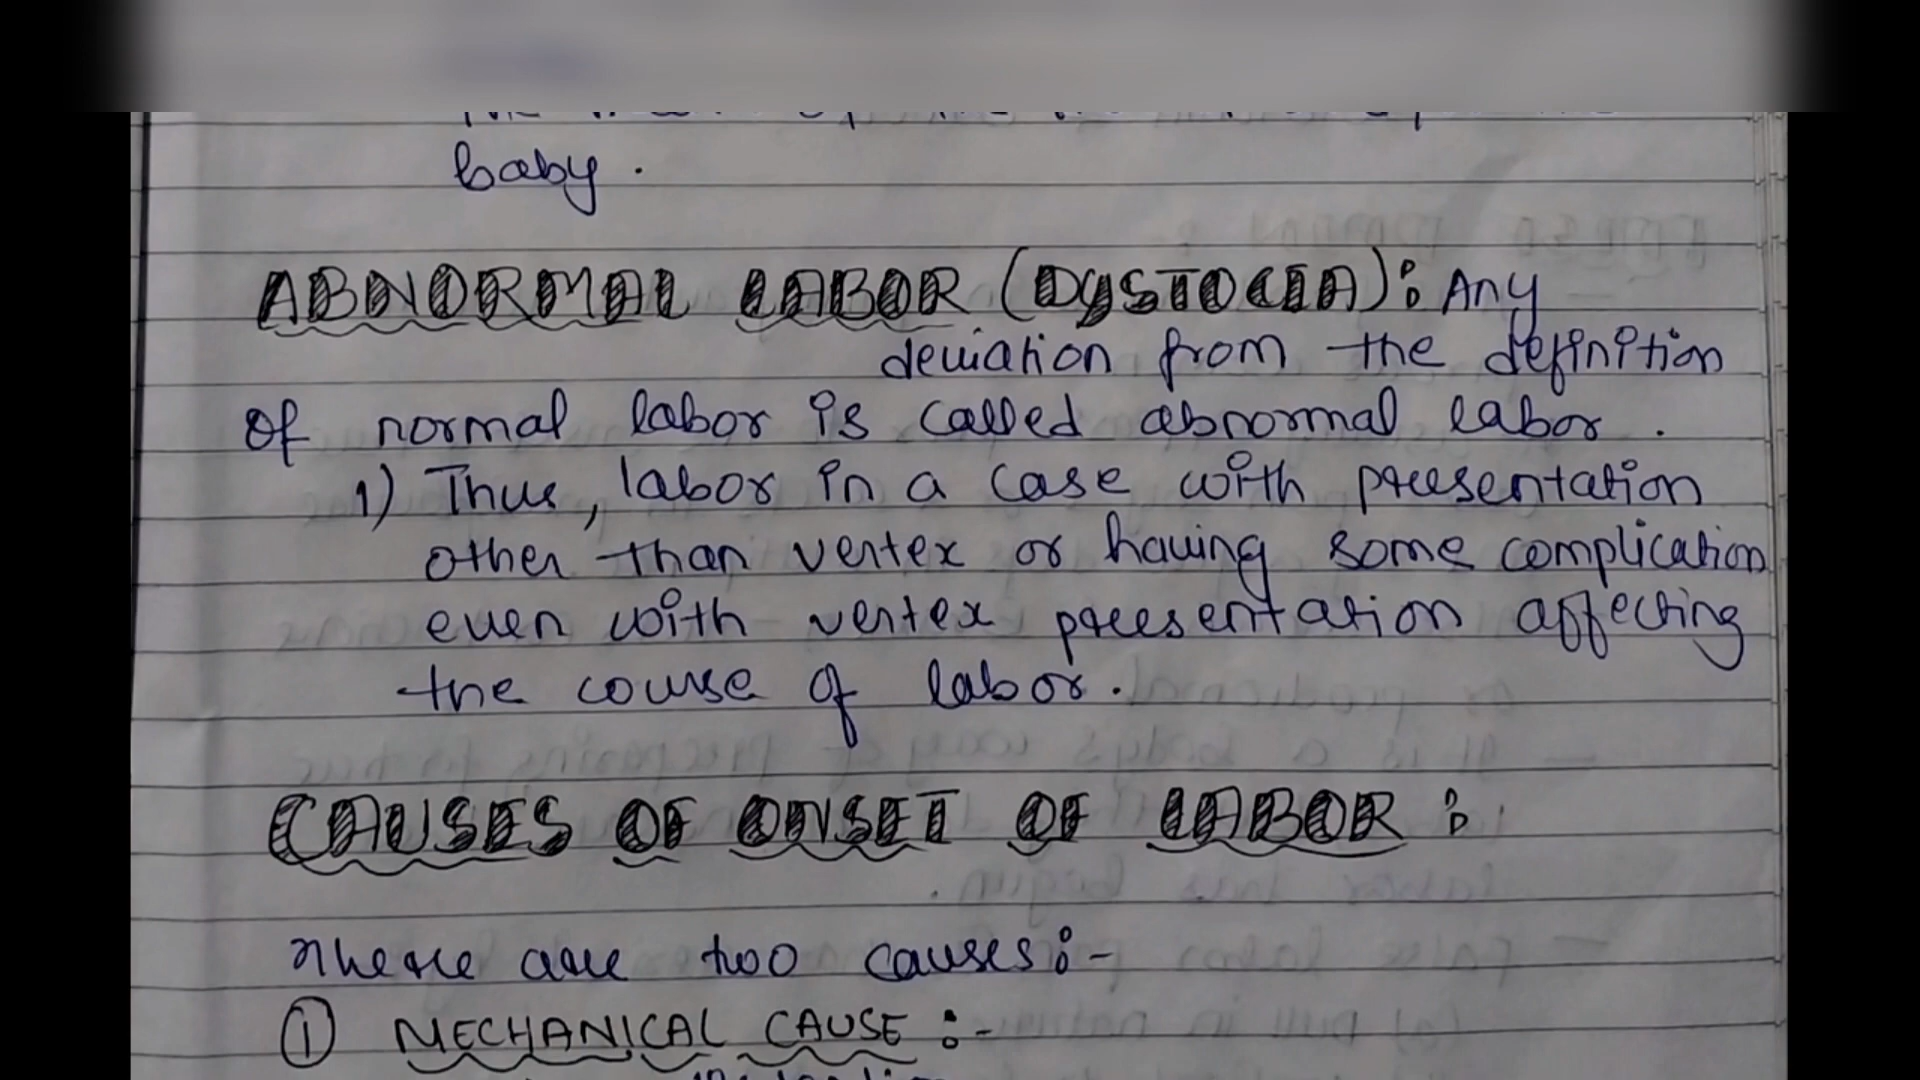 baby.
ABNORMAL LABOR (DYSTOCIA): Any
deviation from the definition
of normal labor is called abnormal labor.
1) Thus, labor in a case with presentation
other than vertex or having some complication
even with vertex presentation affecting
the course of labor.
CAUSES OF ONSET OF LABOR :
There are two causes:-
① MECHANICAL CAUSE :-